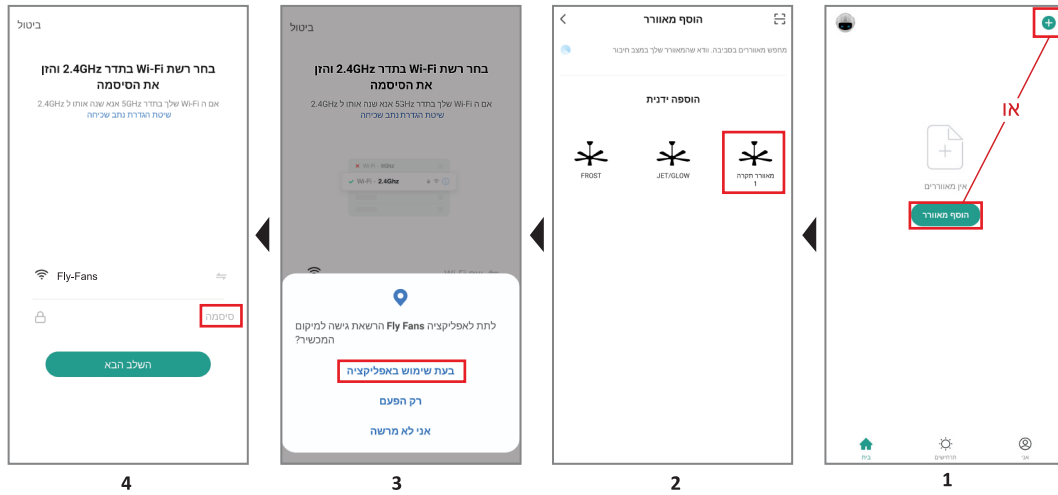 או
אין מאווררים
הוסף מאוורר
בית
תרחישים
אני
1
הוסף מאוורר
מחפש מאווררים בסביבה. וודא שהמאוורר שלך במצב חיבור
הוספה ידנית
מאוורר תקרה
1
JET/GLOW
FROST
2
ביטול
בחר רשת Wi-Fi בתדר 2.4GHz והזן
את הסיסמה
אם ה Wi-Fi שלך בתדר 5GHz אנא שנה אותו ל 2.4GHz
שיטת הגדרת נתב שכיחה
Wi-Fi - 5Ghz
Wi-Fi - 2.4Ghz
לתת לאפליקציה Fly Fans הרשאת גישה למיקום
המכשיר?
בעת שימוש באפליקציה
רק הפעם
אני לא מרשה
3
ביטול
בחר רשת Wi-Fi בתדר 2.4GHz והזן
את הסיסמה
אם ה Wi-Fi שלך בתדר 5GHz אנא שנה אותו ל 2.4GHz
שיטת הגדרת נתב שכיחה
Fly-Fans
סיסמה
השלב הבא
4